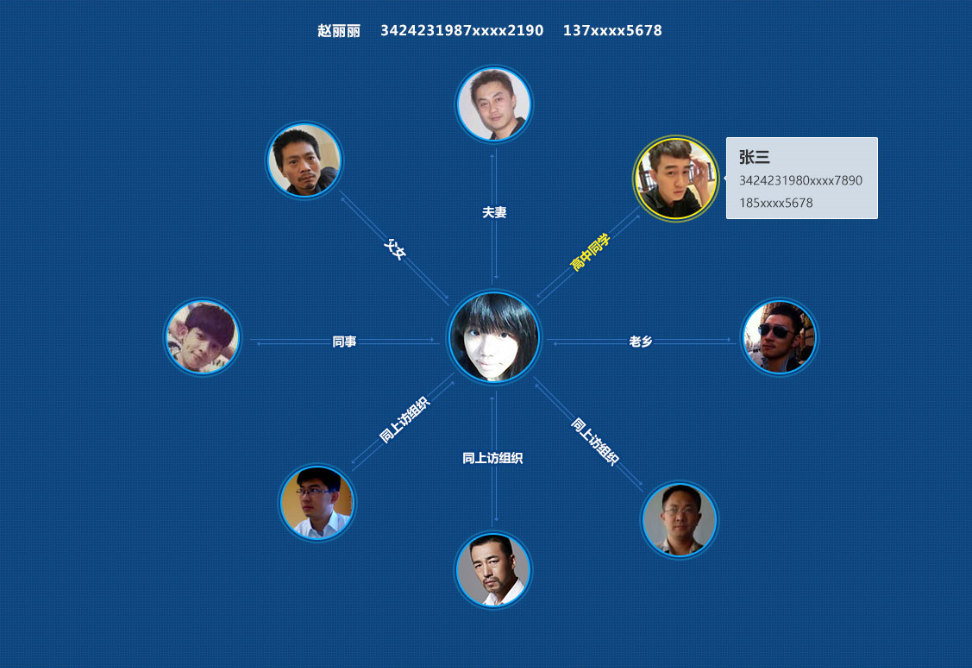 赵丽丽 3424231987xxxx2190 137xxxx5678
张三
3424231980xxxx7890
185xxxx5678
夫妻
父女
高中同学
同事
老乡
同上访组织
同上访组织
同上访组织